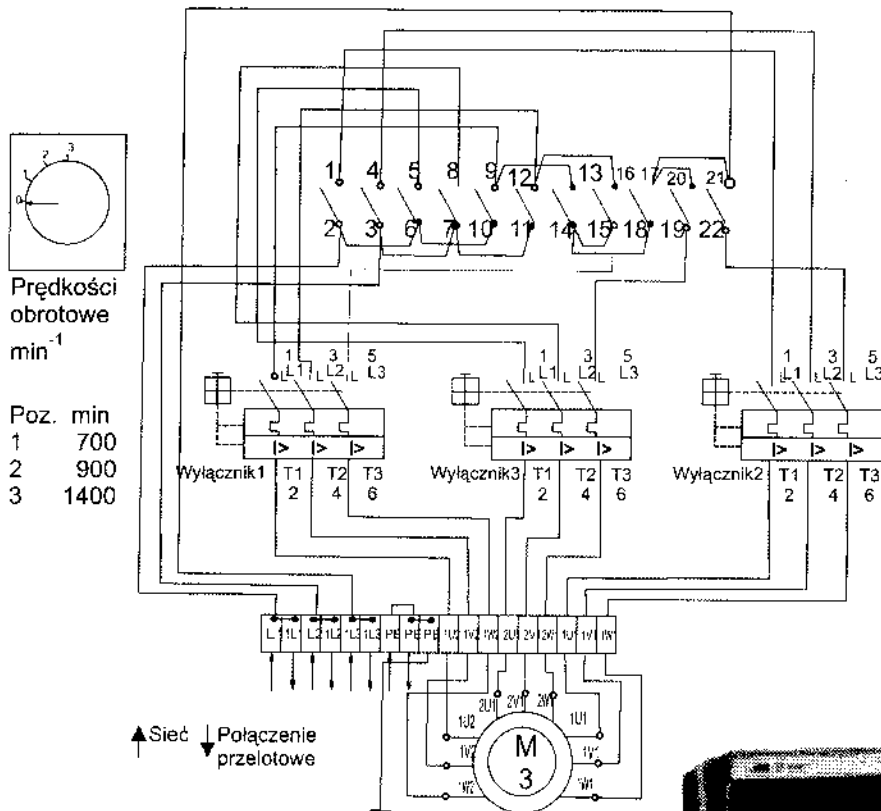 1 4 5 8 9 12 13 16 17 20 21
2 3 6 7 10 11 14 15 18 19 22
0 1 2 3
Prędkości
obrotowe
min-1
Poz. min
1 700
2 900
3 1400
1 3 5
L1 L2 L3
1 3 5
L1 L2 L3
1 3 5
L1 L2 L3
I> I> I>
I> I> I>
I> I> I>
Wyłącznik1 T1 T2 T3
2 4 6
Wyłącznik3 T1 T2 T3
2 4 6
Wyłącznik2 T1 T2 T3
2 4 6
L1 1L1 L2 1L2 1L3 1L3 PE PE PE 1U2 1V2 1W2 2U1 2V1 2W1 1U1 1V1 1W1
2U1 2V1 2W1
1U2 1U1
1V2 1V1
1W2 1W1
M
3
Sieć Połączenie
przelotowe